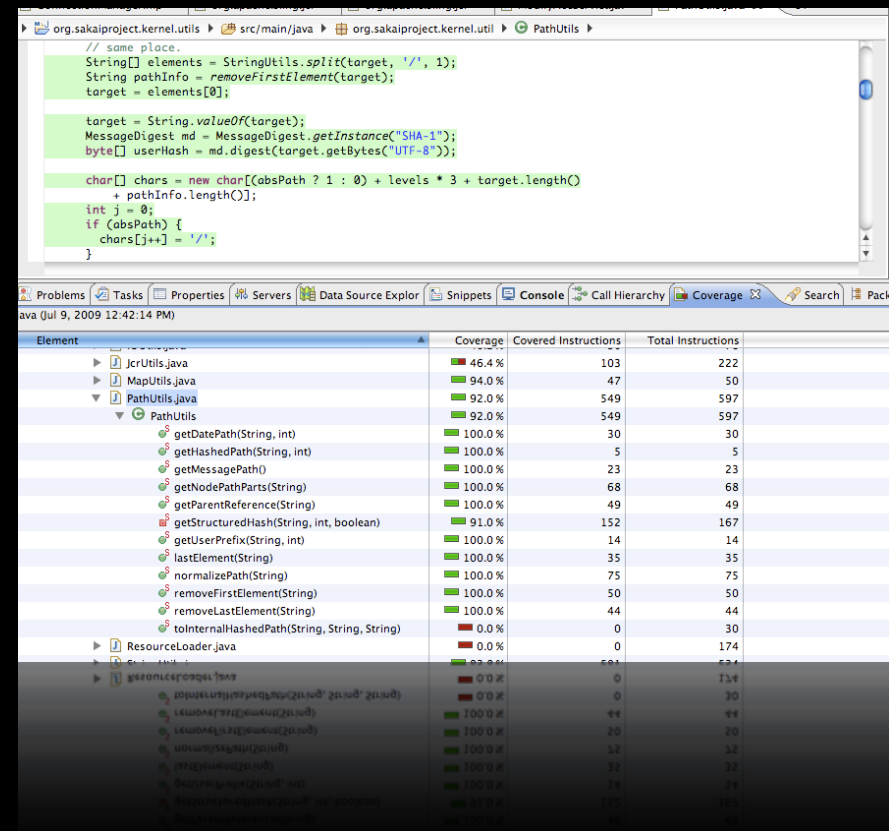 org.sakaiproject.kernel.utils src/main/java org.sakaiproject.kernel.util PathUtils
// same place.
String[] elements = StringUtils.split(target, '/', 1);
String pathInfo = removeFirstElement(target);
target = elements[0];
target = String.valueOf(target);
MessageDigest md = MessageDigest.getInstance("SHA-1");
byte[] userHash = md.digest(target.getBytes("UTF-8"));
char[] chars = new char[(absPath ? 1 : 0) + levels * 3 + target.length()
+ pathInfo.length()];
int j = 0;
if (absPath) {
chars[j++] = '/';
}
Problems Tasks Properties Servers Data Source Explor Snippets Console Call Hierarchy Coverage Search Pack
ava (Jul 9, 2009 12:42:14 PM)
Element Coverage Covered Instructions Total Instructions
JcrUtils.java 46.4 % 103 222
MapUtils.java 94.0 % 47 50
PathUtils.java 92.0 % 549 597
PathUtils 92.0 % 549 597
getDatePath(String, int) 100.0 % 30 30
getHashedPath(String, int) 100.0 % 5 5
getMessagePath() 100.0 % 23 23
getNodePathParts(String) 100.0 % 68 68
getParentReference(String) 100.0 % 49 49
getStructuredHash(String, int, boolean) 91.0 % 152 167
getUserPrefix(String, int) 100.0 % 14 14
lastElement(String) 100.0 % 35 35
normalizePath(String) 100.0 % 75 75
removeFirstElement(String) 100.0 % 50 50
removeLastElement(String) 100.0 % 44 44
toInternalHashedPath(String, String, String) 0.0 % 0 30
ResourceLoader.java 0.0 % 0 174